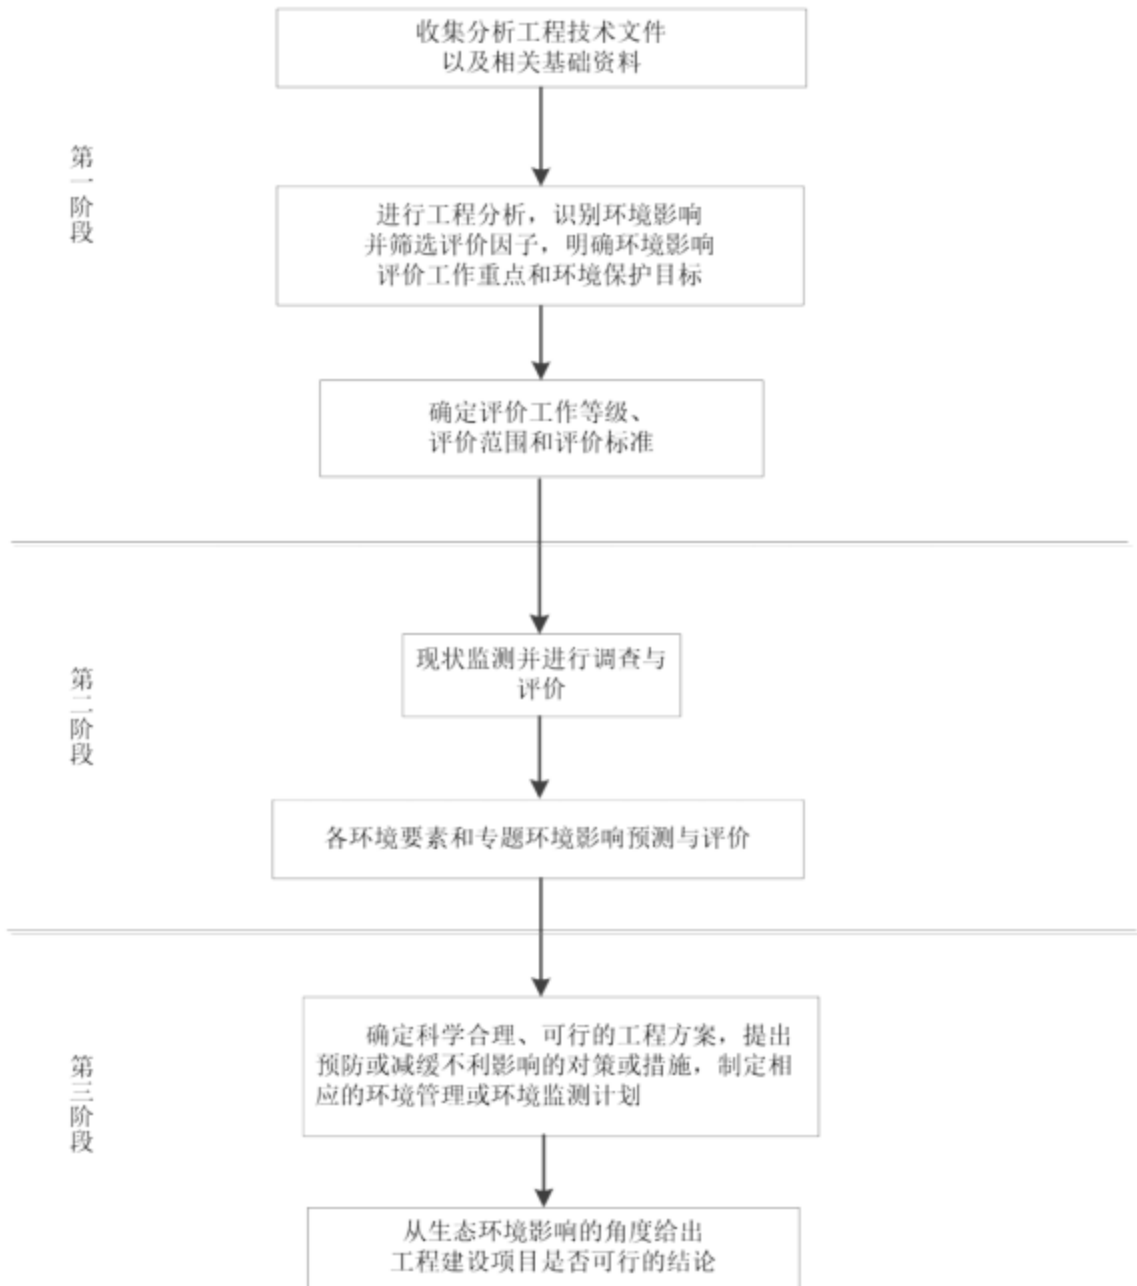 收集分析工程技术文件
以及相关基础资料
第一阶段
进行工程分析，识别环境影响
并筛选评价因子，明确环境影响
评价工作重点和环境保护目标
确定评价工作等级、
评价范围和评价标准
现状监测并进行调查与
评价
第二阶段
各环境要素和专题环境影响预测与评价
确定科学合理、可行的工程方案，提出
预防或减缓不利影响的对策或措施，制定相
应的环境管理或环境监测计划
第三阶段
从生态环境影响的角度给出
工程建设项目是否可行的结论